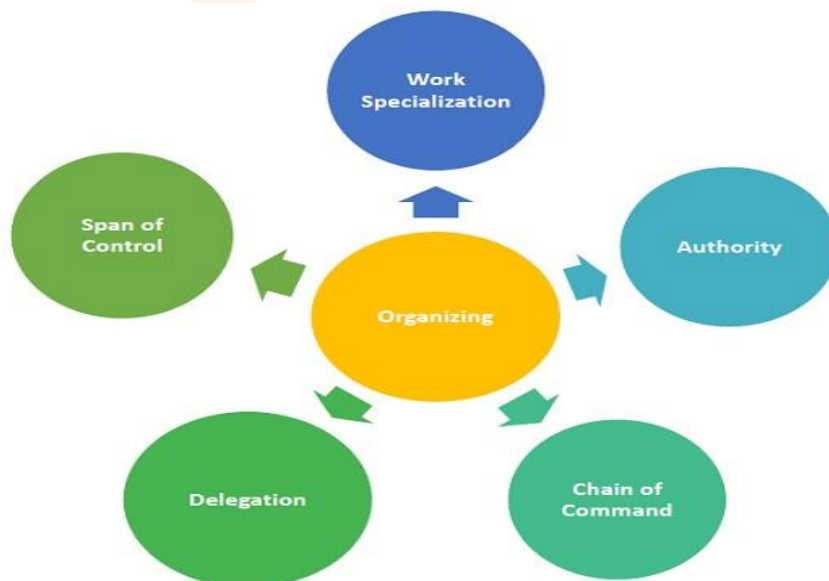 Work
Specialization
Span of
Control
Authority
Organizing
Delegation
Chain of
Command